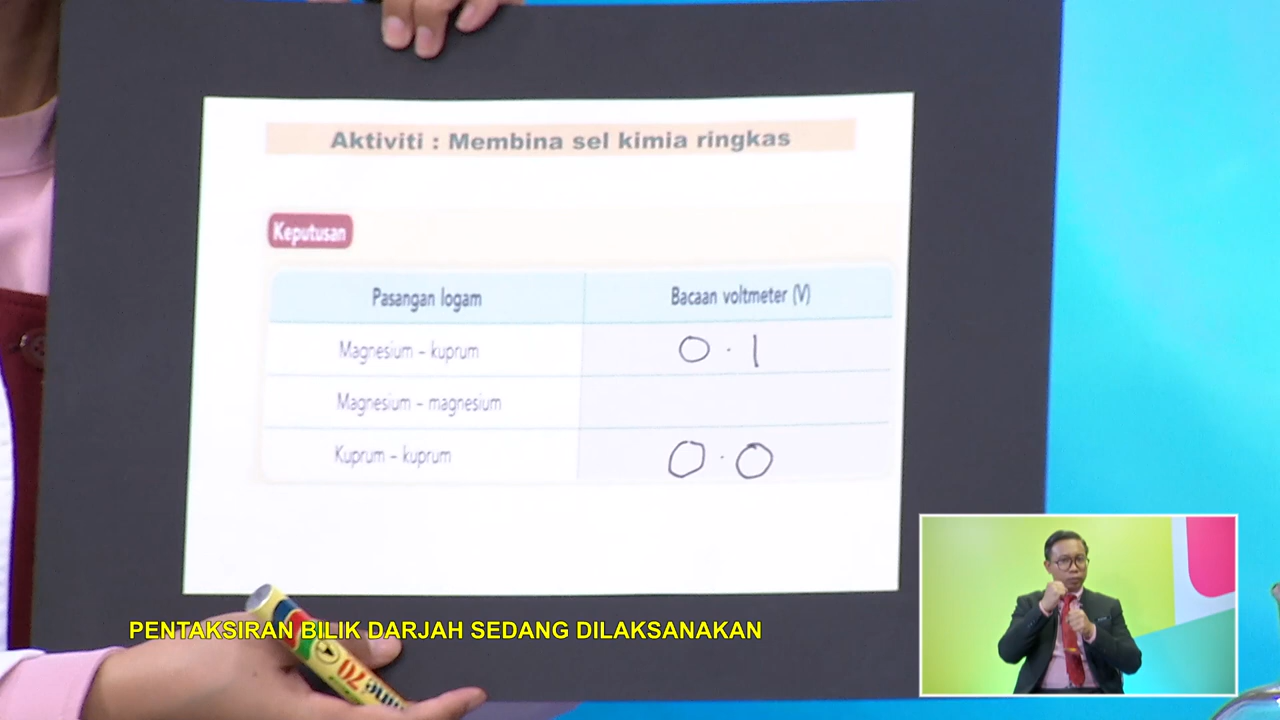 Aktiviti : Membina sel kimia ringkas
Keputusan
Pasangan logam Bacaan voltmeter (V)
Magnesium – kuprum 0.1
Magnesium – magnesium
Kuprum – kuprum 0.0
PENTAKSIRAN BILIK DARJAH SEDANG DILAKSANAKAN
70